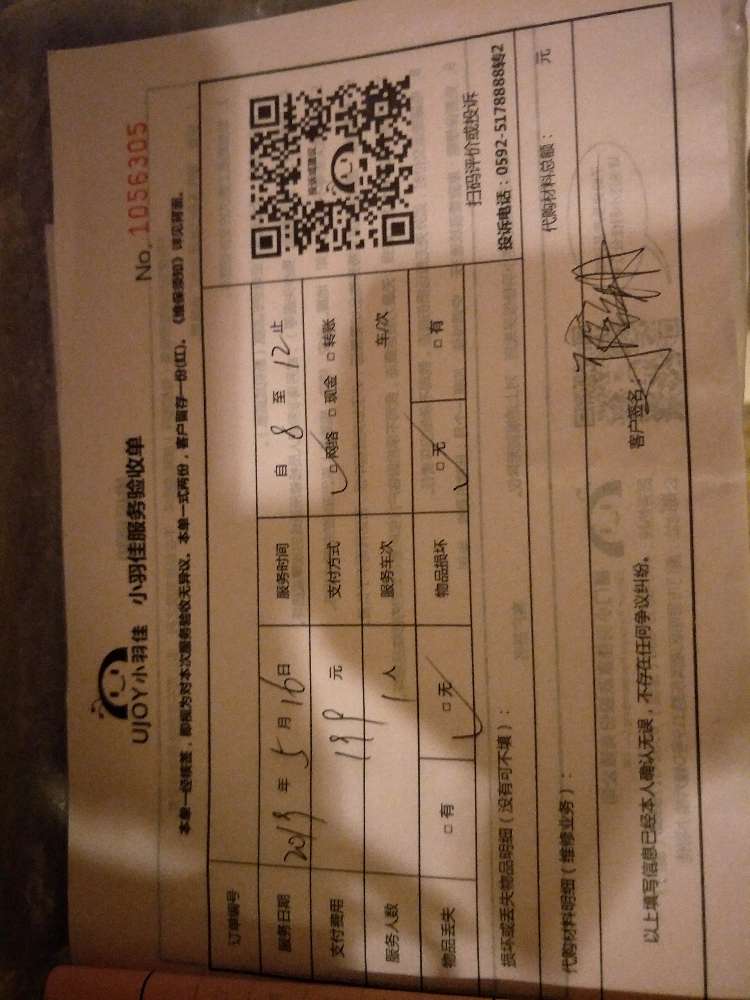 UJOY小羽佳 小羽佳服务验收单
No. 1056305
本单一经核签，即视为对本次服务验收无异议。本单一式两份，客户留存一份(红)。《维保须知》详见背面。
订单编号
服务日期 2019 年 5 月 16 日 服务时间 自 8 至 12 止
支付费用 199 元 支付方式 ☑网络 □现金 □转账
服务人数 1 人 服务车次 车/次
物品丢失 □有 ☑无 物品损坏 ☑无 □有
扫码评价或投诉
投诉电话：0592-5178888转2
损坏或丢失物品明细（没有可不填）：
代购材料明细（维修业务）： 代购材料总额： 元
以上填写信息已经本人确认无误，不存在任何争议纠纷。 客户签名：